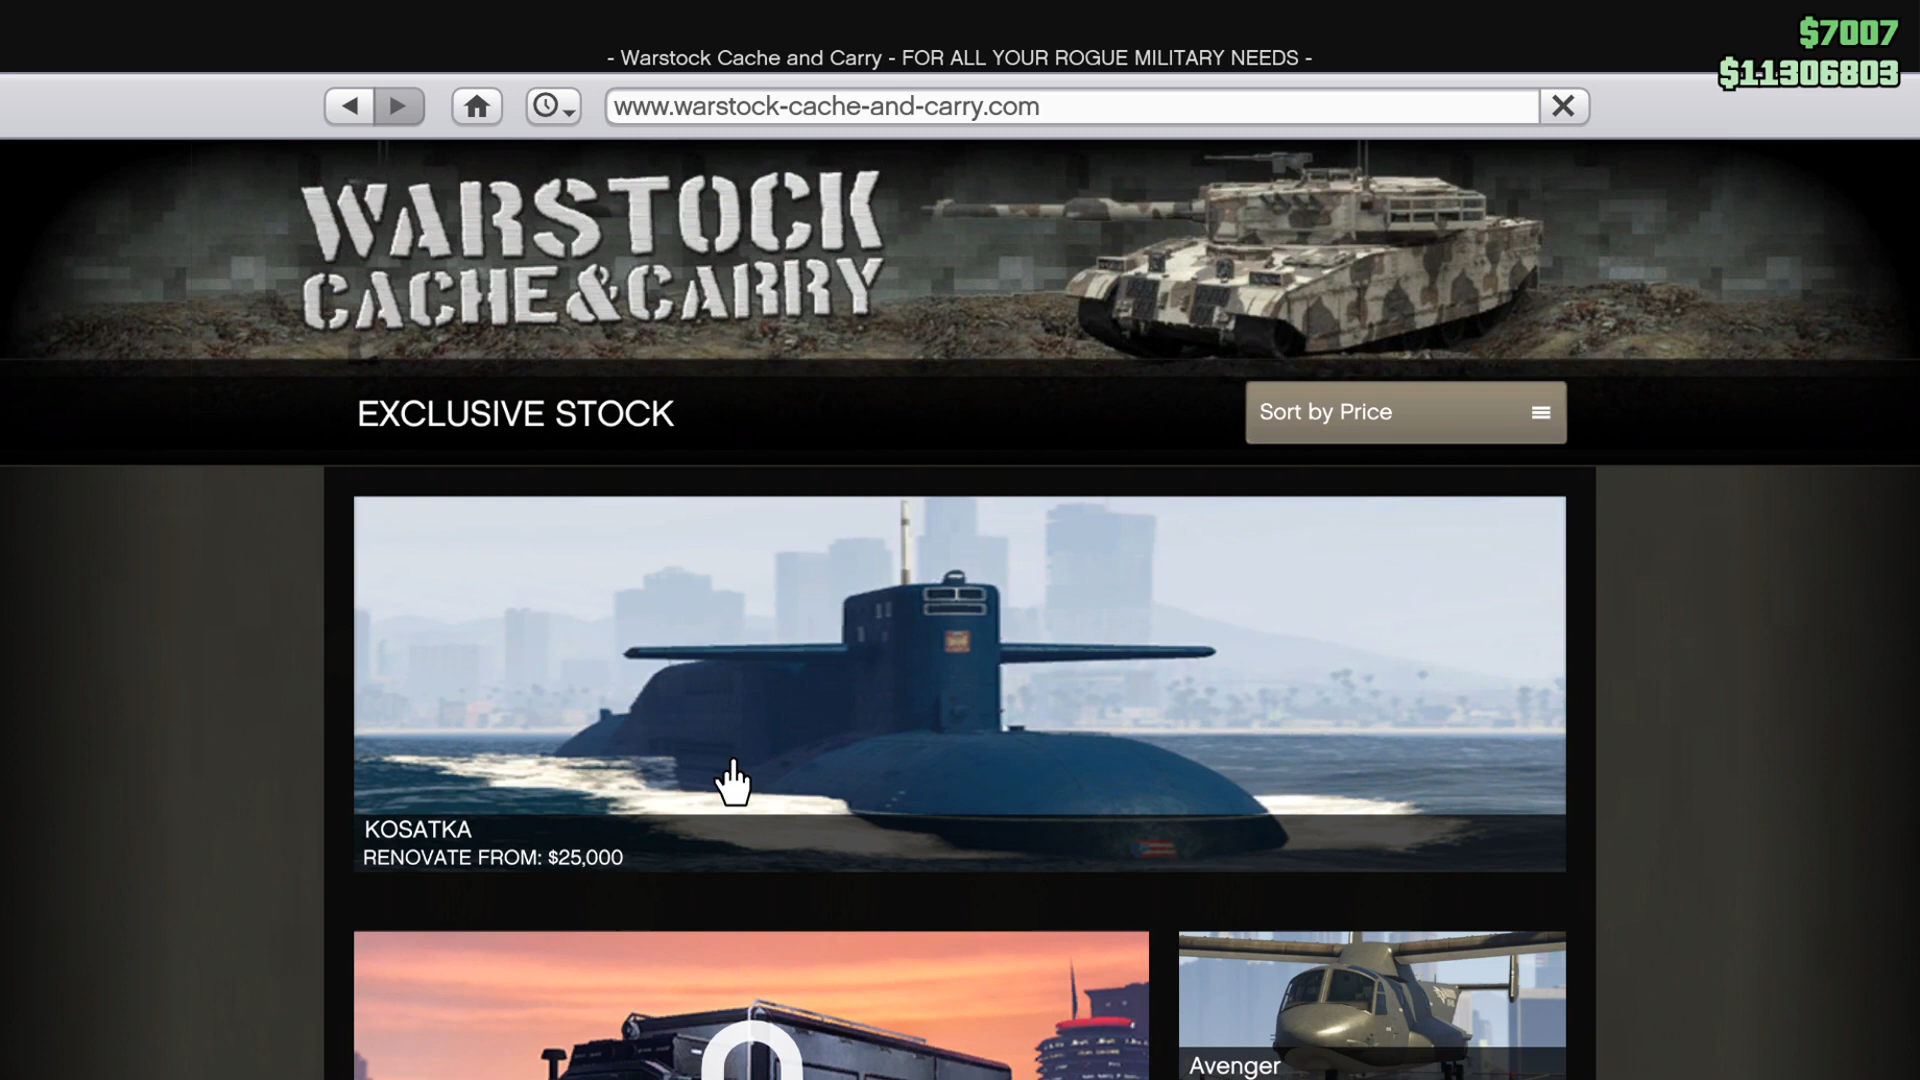 $7007
- Warstock Cache and Carry - FOR ALL YOUR ROGUE MILITARY NEEDS -
$11306803
www.warstock-cache-and-carry.com
WARSTOCK
CACHE & CARRY
EXCLUSIVE STOCK
Sort by Price
KOSATKA
RENOVATE FROM: $25,000
Avenger